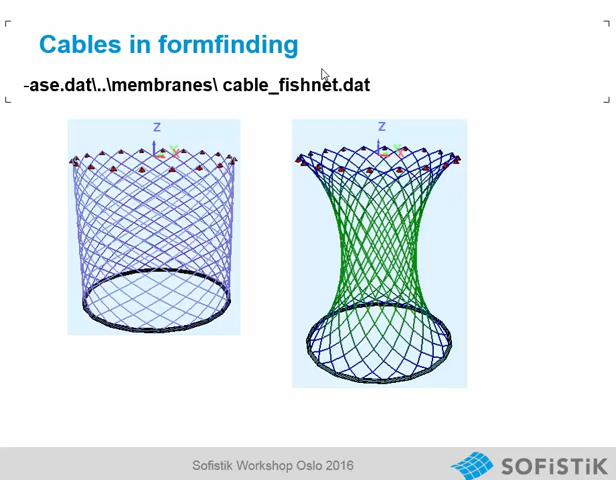 Cables in formfinding
-ase.dat\..\membranes\ cable_fishnet.dat
Z
Y
X
Z
Y
X
Sofistik Workshop Oslo 2016
SOFiSTiK